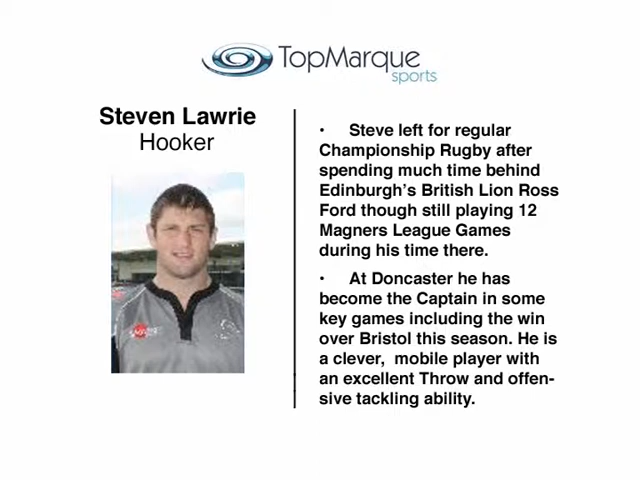 TopMarque
sports
Steven Lawrie
Hooker
• Steve left for regular
Championship Rugby after
spending much time behind
Edinburgh's British Lion Ross
Ford though still playing 12
Magners League Games
during his time there.
• At Doncaster he has
become the Captain in some
key games including the win
over Bristol this season. He is
a clever, mobile player with
an excellent Throw and offen-
sive tackling ability.